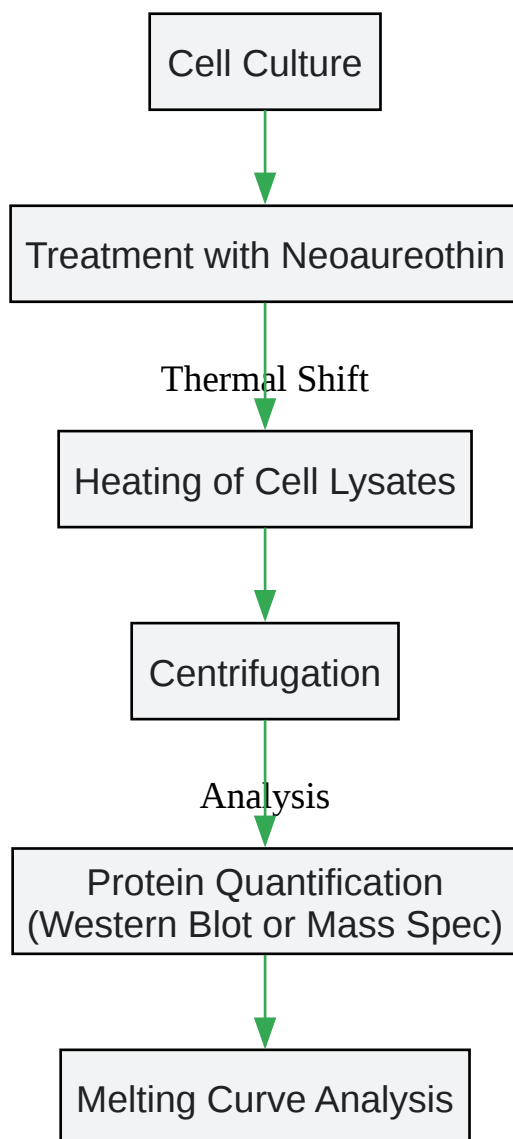 Cell Culture
Treatment with Neoaureothin
Thermal Shift
Heating of Cell Lysates
Centrifugation
Analysis
Protein Quantification
(Western Blot or Mass Spec)
Melting Curve Analysis